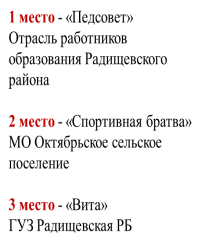 1 место - «Педсовет»
Отрасль работников
образования Радищевского
района
2 место - «Спортивная братва»
МО Октябрьское сельское
поселение
3 место - «Вита»
ГУЗ Радищевская РБ